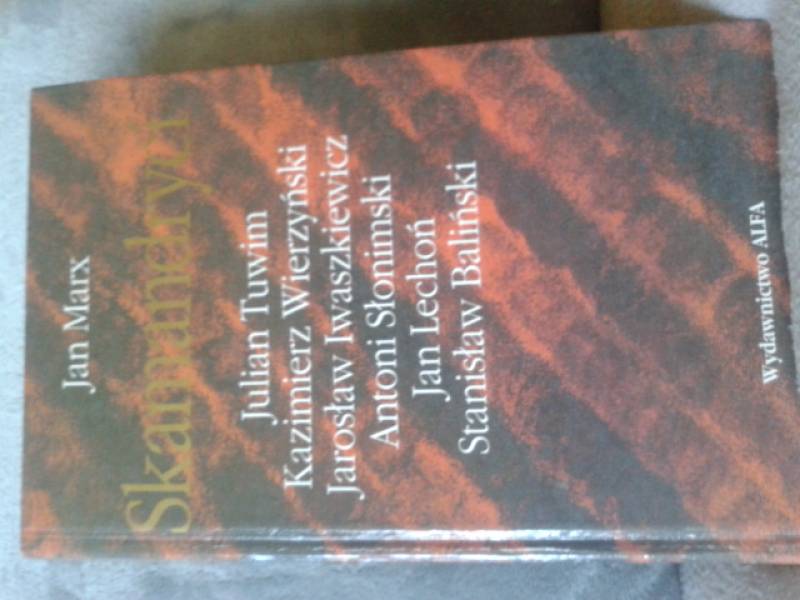 Jan Marx
Skamandryci
Julian Tuwim
Kazimierz Wierzyński
Jarosław Iwaszkiewicz
Antoni Słonimski
Jan Lechoń
Stanisław Baliński
Wydawnictwo ALFA